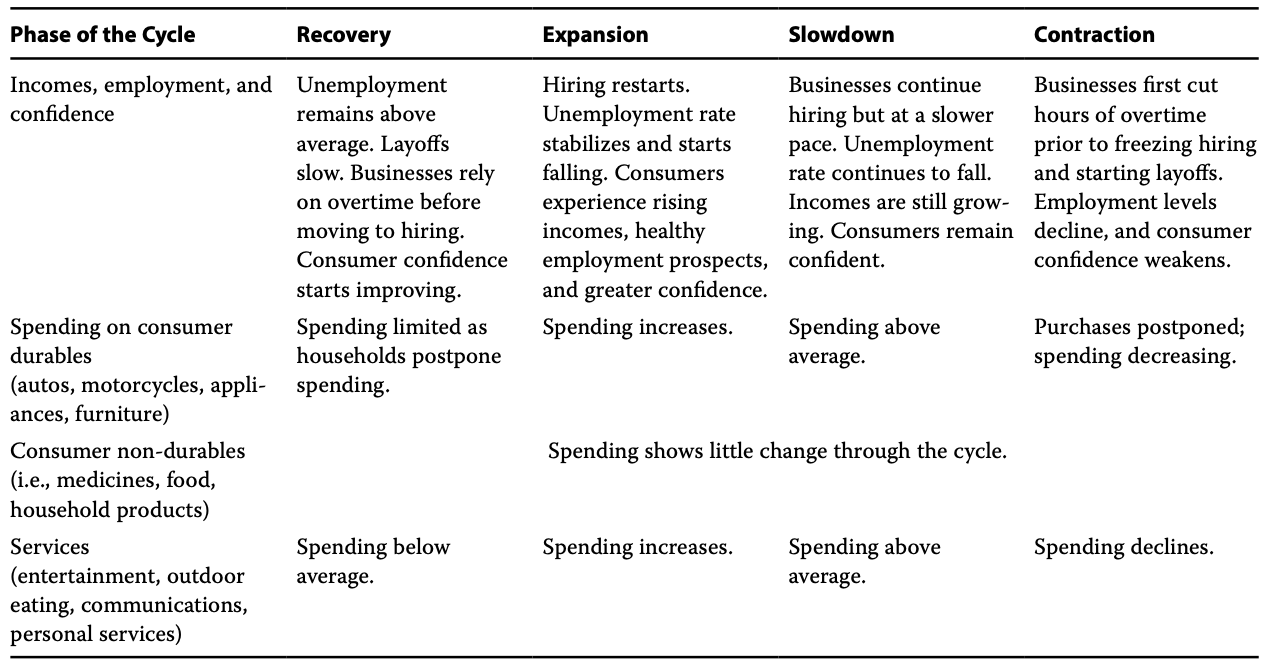 Phase of the Cycle Recovery Expansion Slowdown Contraction
Incomes, employment, and
confidence
Unemployment
remains above
average. Layoffs
slow. Businesses rely
on overtime before
moving to hiring.
Consumer confidence
starts improving.
Hiring restarts.
Unemployment rate
stabilizes and starts
falling. Consumers
experience rising
incomes, healthy
employment prospects,
and greater confidence.
Businesses continue
hiring but at a slower
pace. Unemployment
rate continues to fall.
Incomes are still grow-
ing. Consumers remain
confident.
Businesses first cut
hours of overtime
prior to freezing hiring
and starting layoffs.
Employment levels
decline, and consumer
confidence weakens.
Spending on consumer
durables
(autos, motorcycles, appli-
ances, furniture)
Spending limited as
households postpone
spending.
Spending increases.
Spending above
average.
Purchases postponed;
spending decreasing.
Consumer non-durables
(i.e., medicines, food,
household products)
Spending shows little change through the cycle.
Services
(entertainment, outdoor
eating, communications,
personal services)
Spending below
average.
Spending increases.
Spending above
average.
Spending declines.